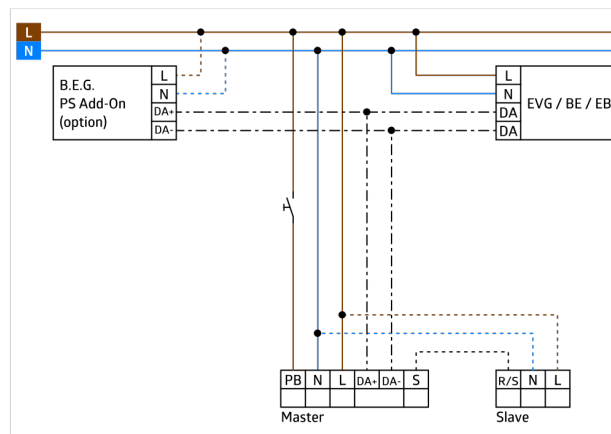 L
N
B.E.G.
PS Add-On
(option)
L
N
DA+
DA-
L
N
DA
DA
EVG / BE / EB
PB N L DA+ DA- S
Master
R/S N L
Slave